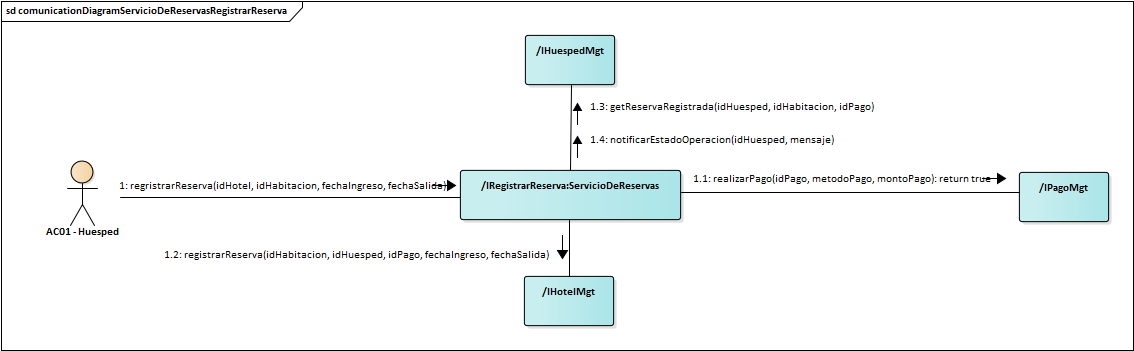 sd comunicationDiagramServicioDeReservasRegistrarReserva
/IHuespedMgt
1.3: getReservaRegistrada(idHuesped, idHabitacion, idPago)
1.4: notificarEstadoOperacion(idHuesped, mensaje)
1: regristrarReserva(idHotel, idHabitacion, fechaIngreso, fechaSalida)
/IRegistrarReserva:ServicioDeReservas
1.1: realizarPago(idPago, metodoPago, montoPago): return true
/IPagoMgt
AC01 - Huesped
1.2: registrarReserva(idHabitacion, idHuesped, idPago, fechaIngreso, fechaSalida)
/IHotelMgt